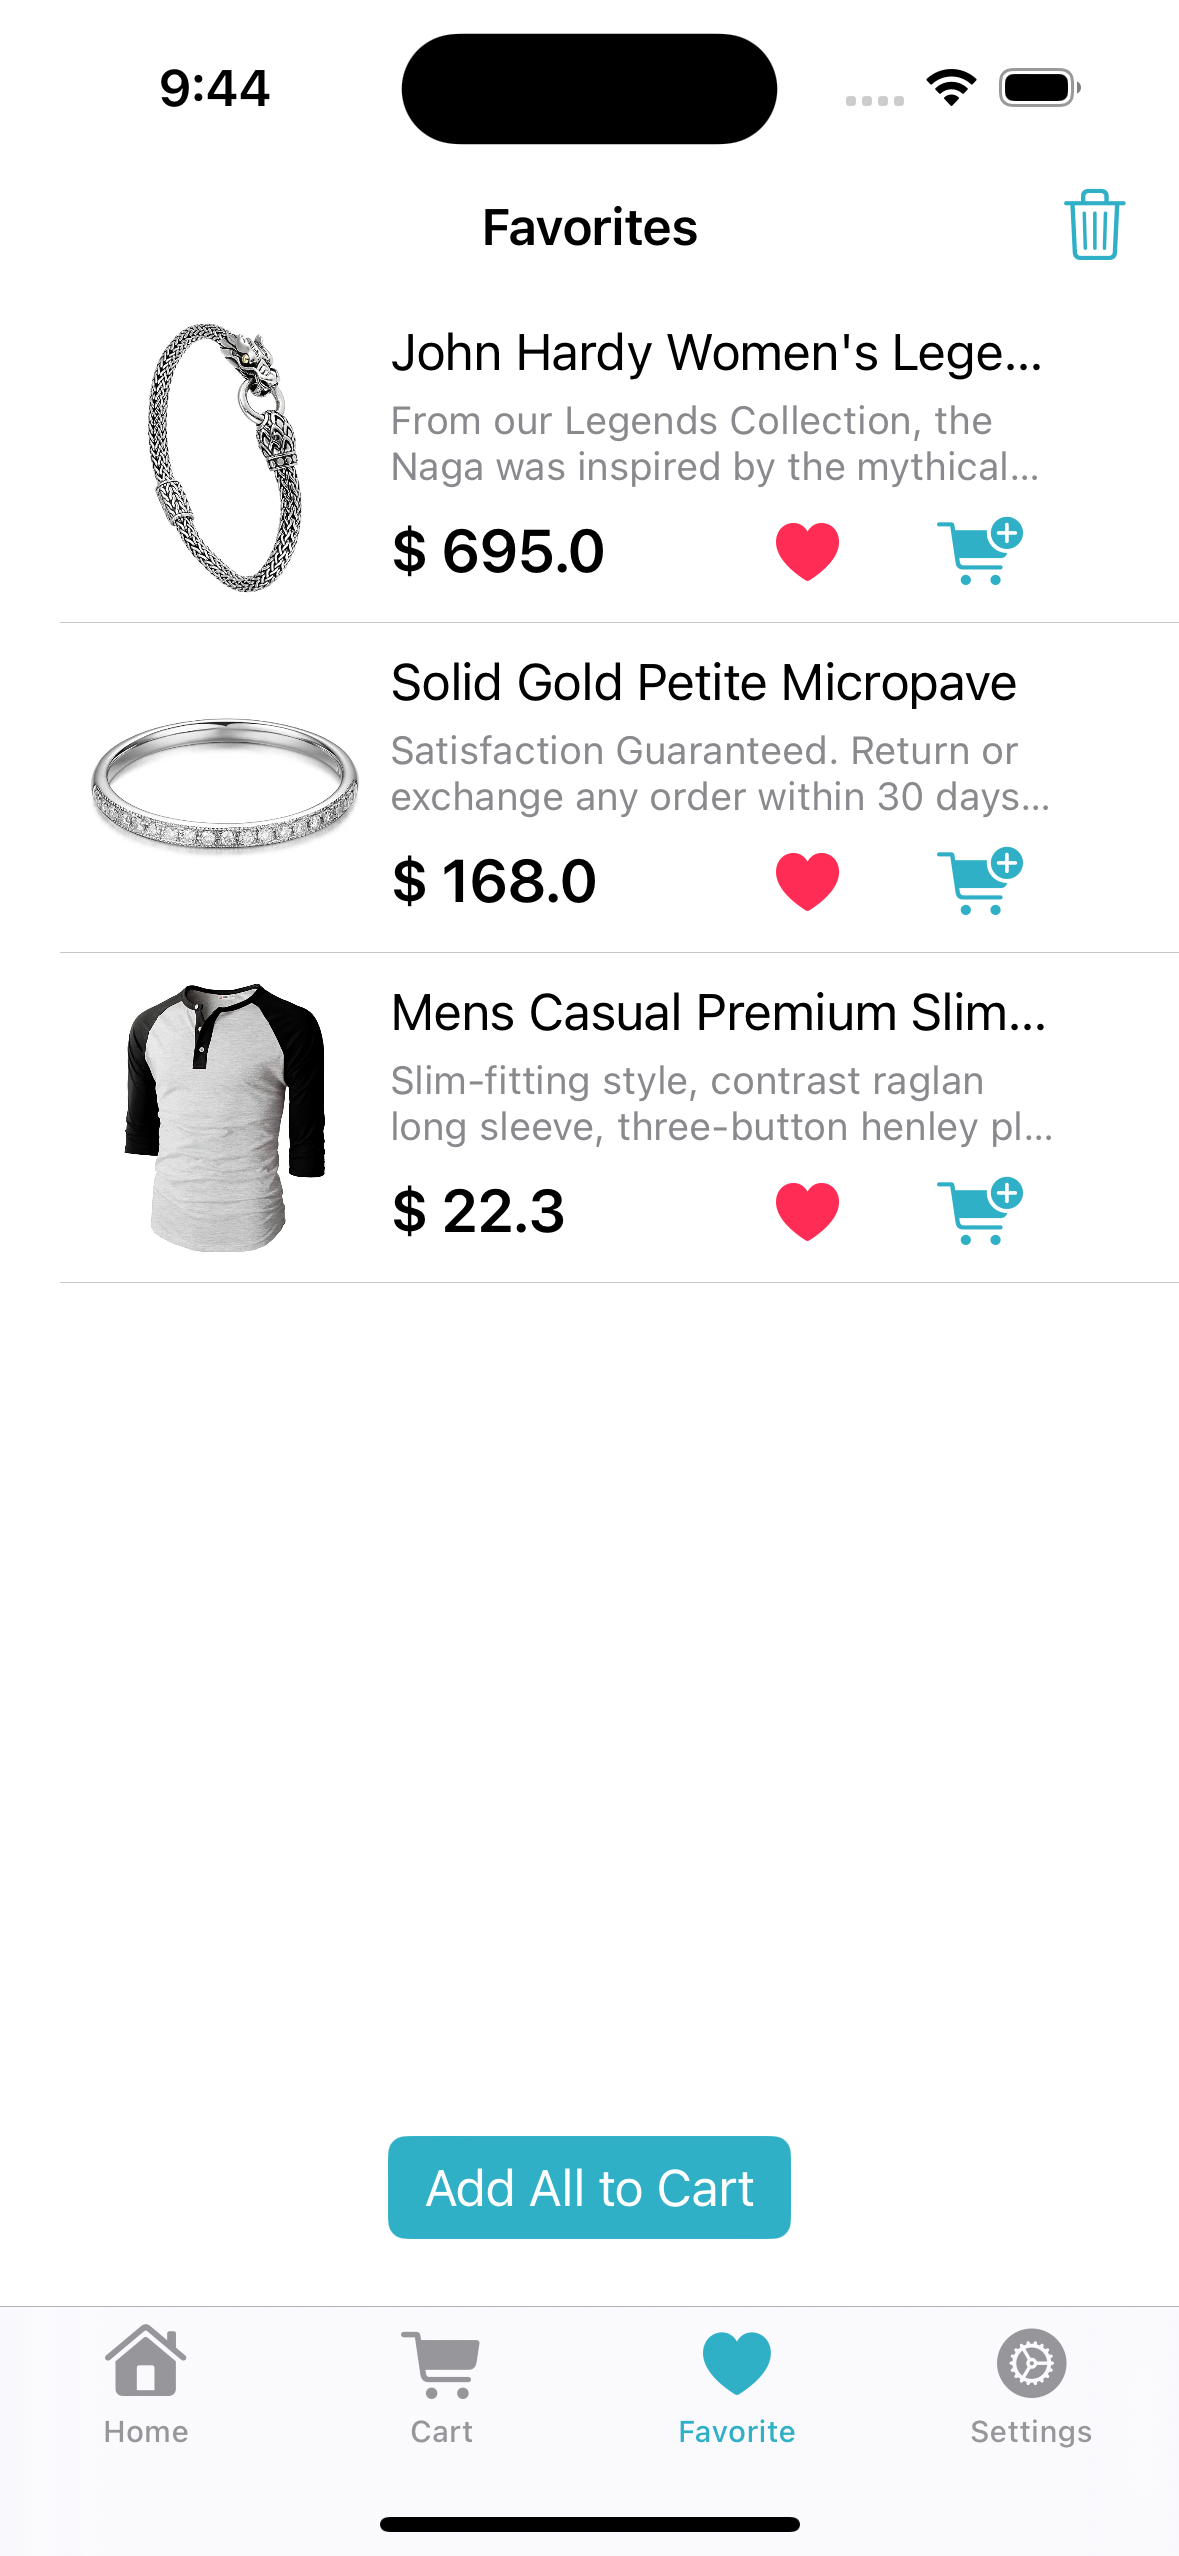 9:44
Favorites
John Hardy Women's Lege...
From our Legends Collection, the
Naga was inspired by the mythical...
$ 695.0
Solid Gold Petite Micropave
Satisfaction Guaranteed. Return or
exchange any order within 30 days...
$ 168.0
Mens Casual Premium Slim...
Slim-fitting style, contrast raglan
long sleeve, three-button henley pl...
$ 22.3
Add All to Cart
Home
Cart
Favorite
Settings